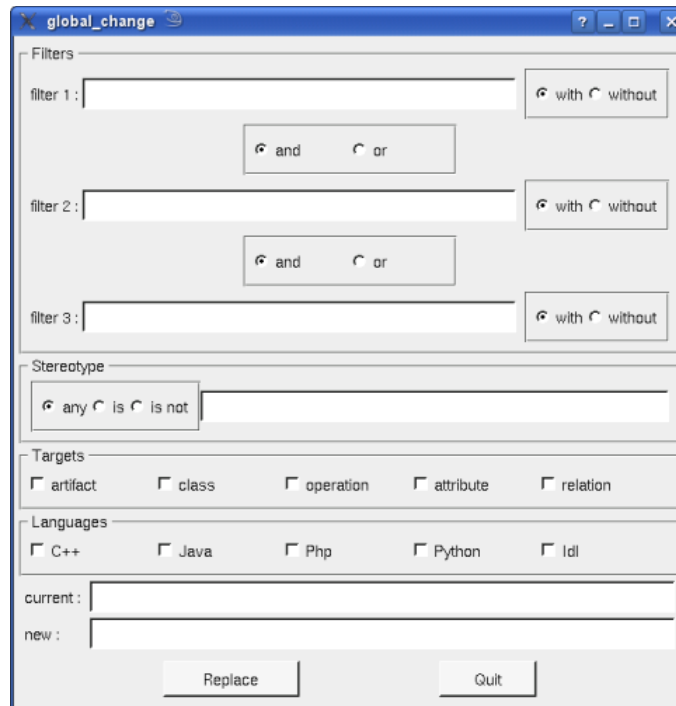 global_change
Filters
filter 1 : with without
and or
filter 2 : with without
and or
filter 3 : with without
Stereotype
any is is not
Targets
artifact class operation attribute relation
Languages
C++ Java Php Python Idl
current :
new :
Replace Quit